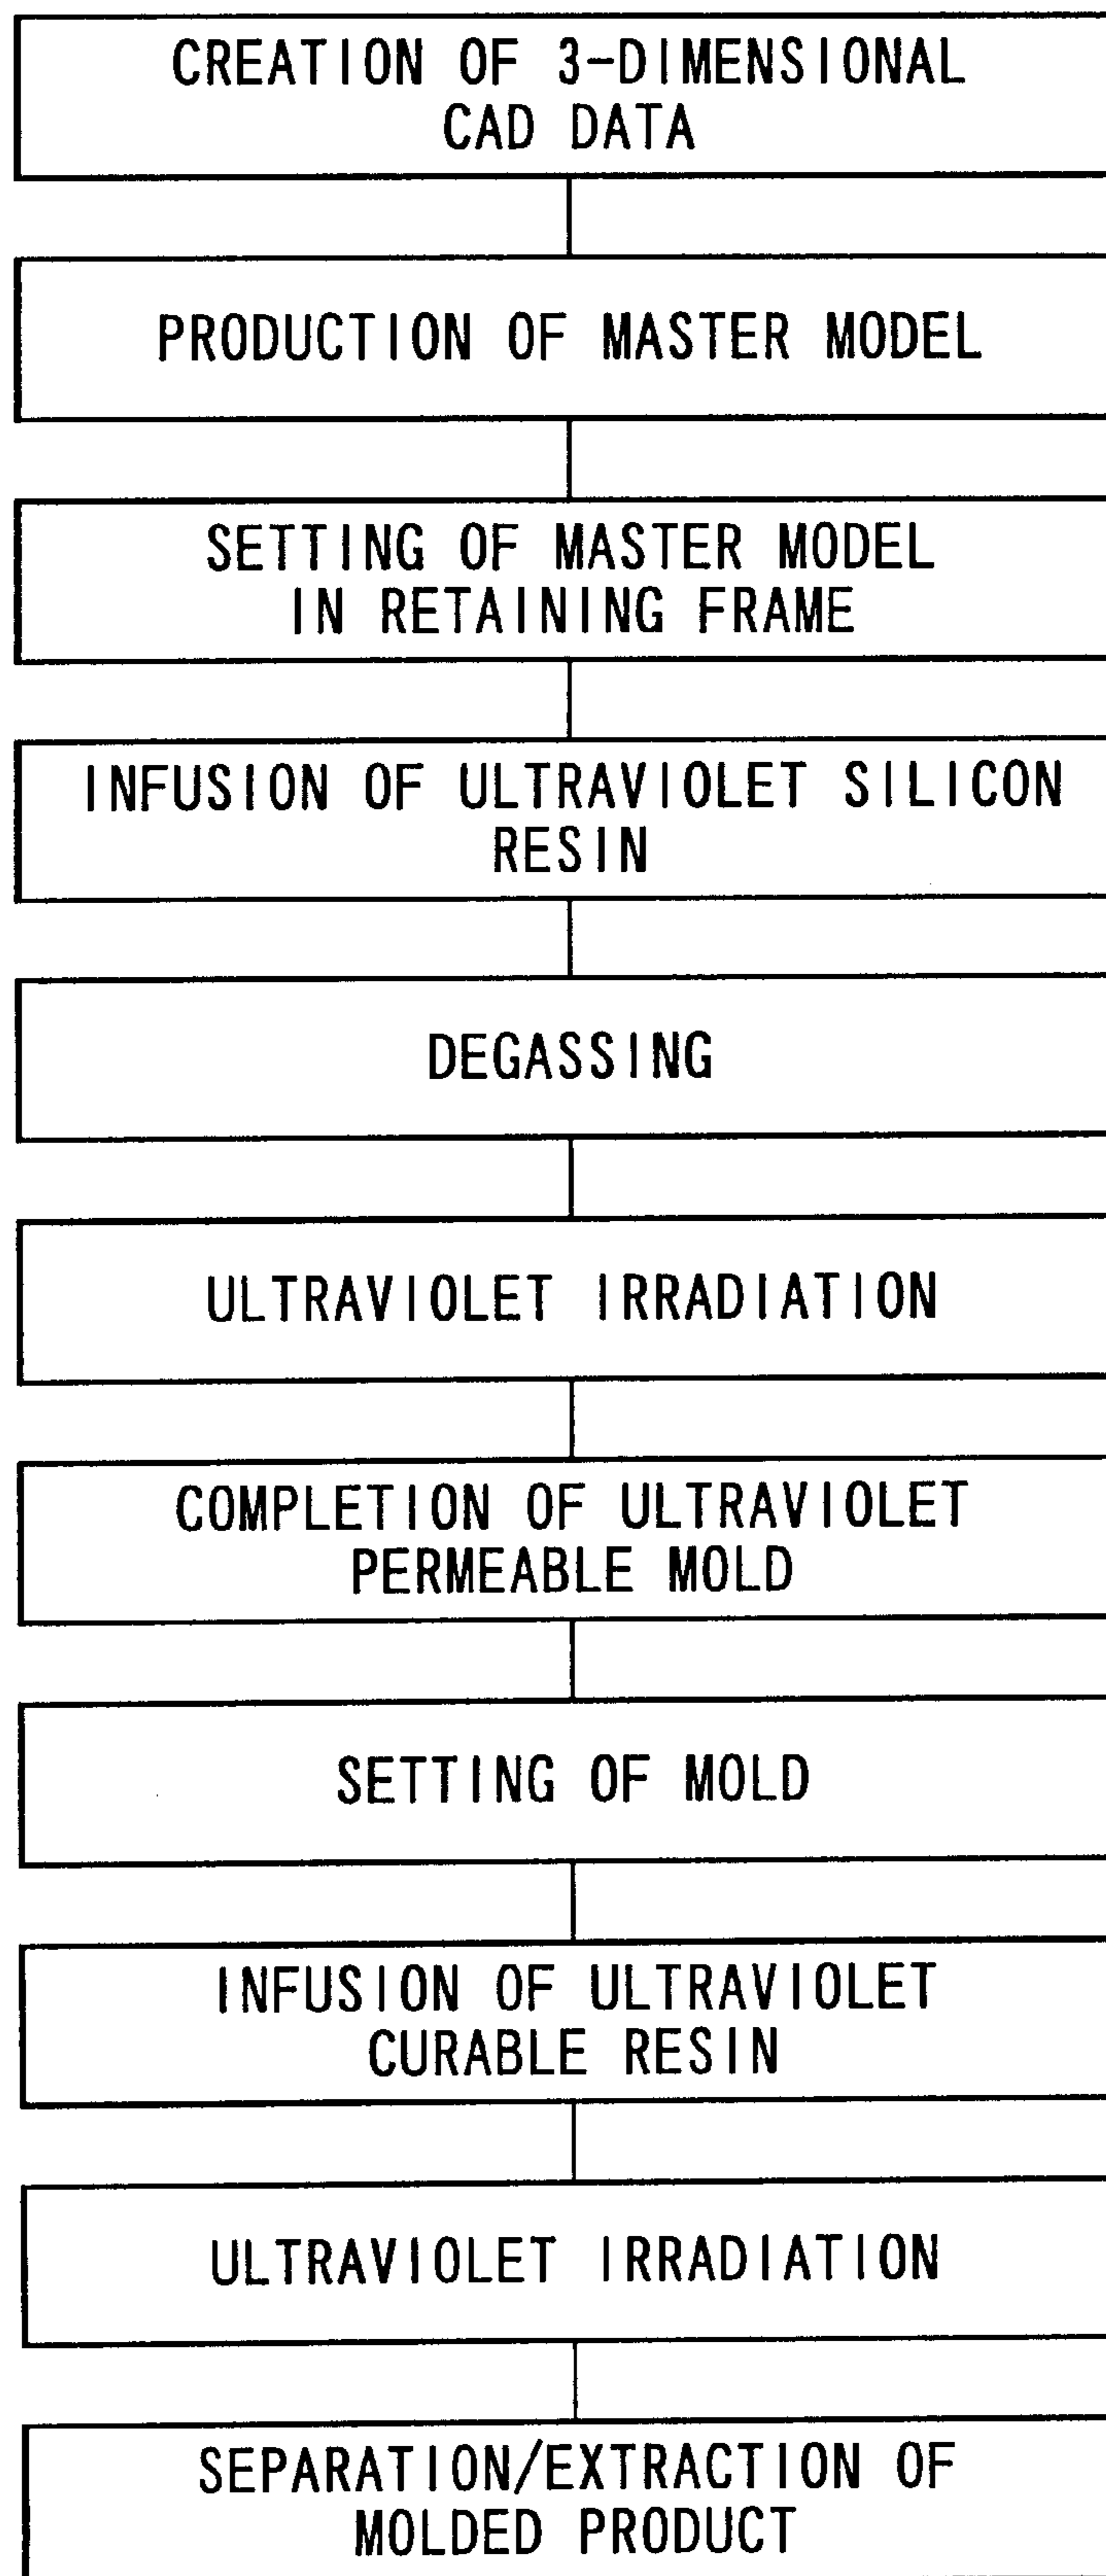 CREATION OF 3-DIMENSIONAL
CAD DATA
PRODUCTION OF MASTER MODEL
SETTING OF MASTER MODEL
IN RETAINING FRAME
INFUSION OF ULTRAVIOLET SILICON
RESIN
DEGASSING
ULTRAVIOLET IRRADIATION
COMPLETION OF ULTRAVIOLET
PERMEABLE MOLD
SETTING OF MOLD
INFUSION OF ULTRAVIOLET
CURABLE RESIN
ULTRAVIOLET IRRADIATION
SEPARATION/EXTRACTION OF
MOLDED PRODUCT